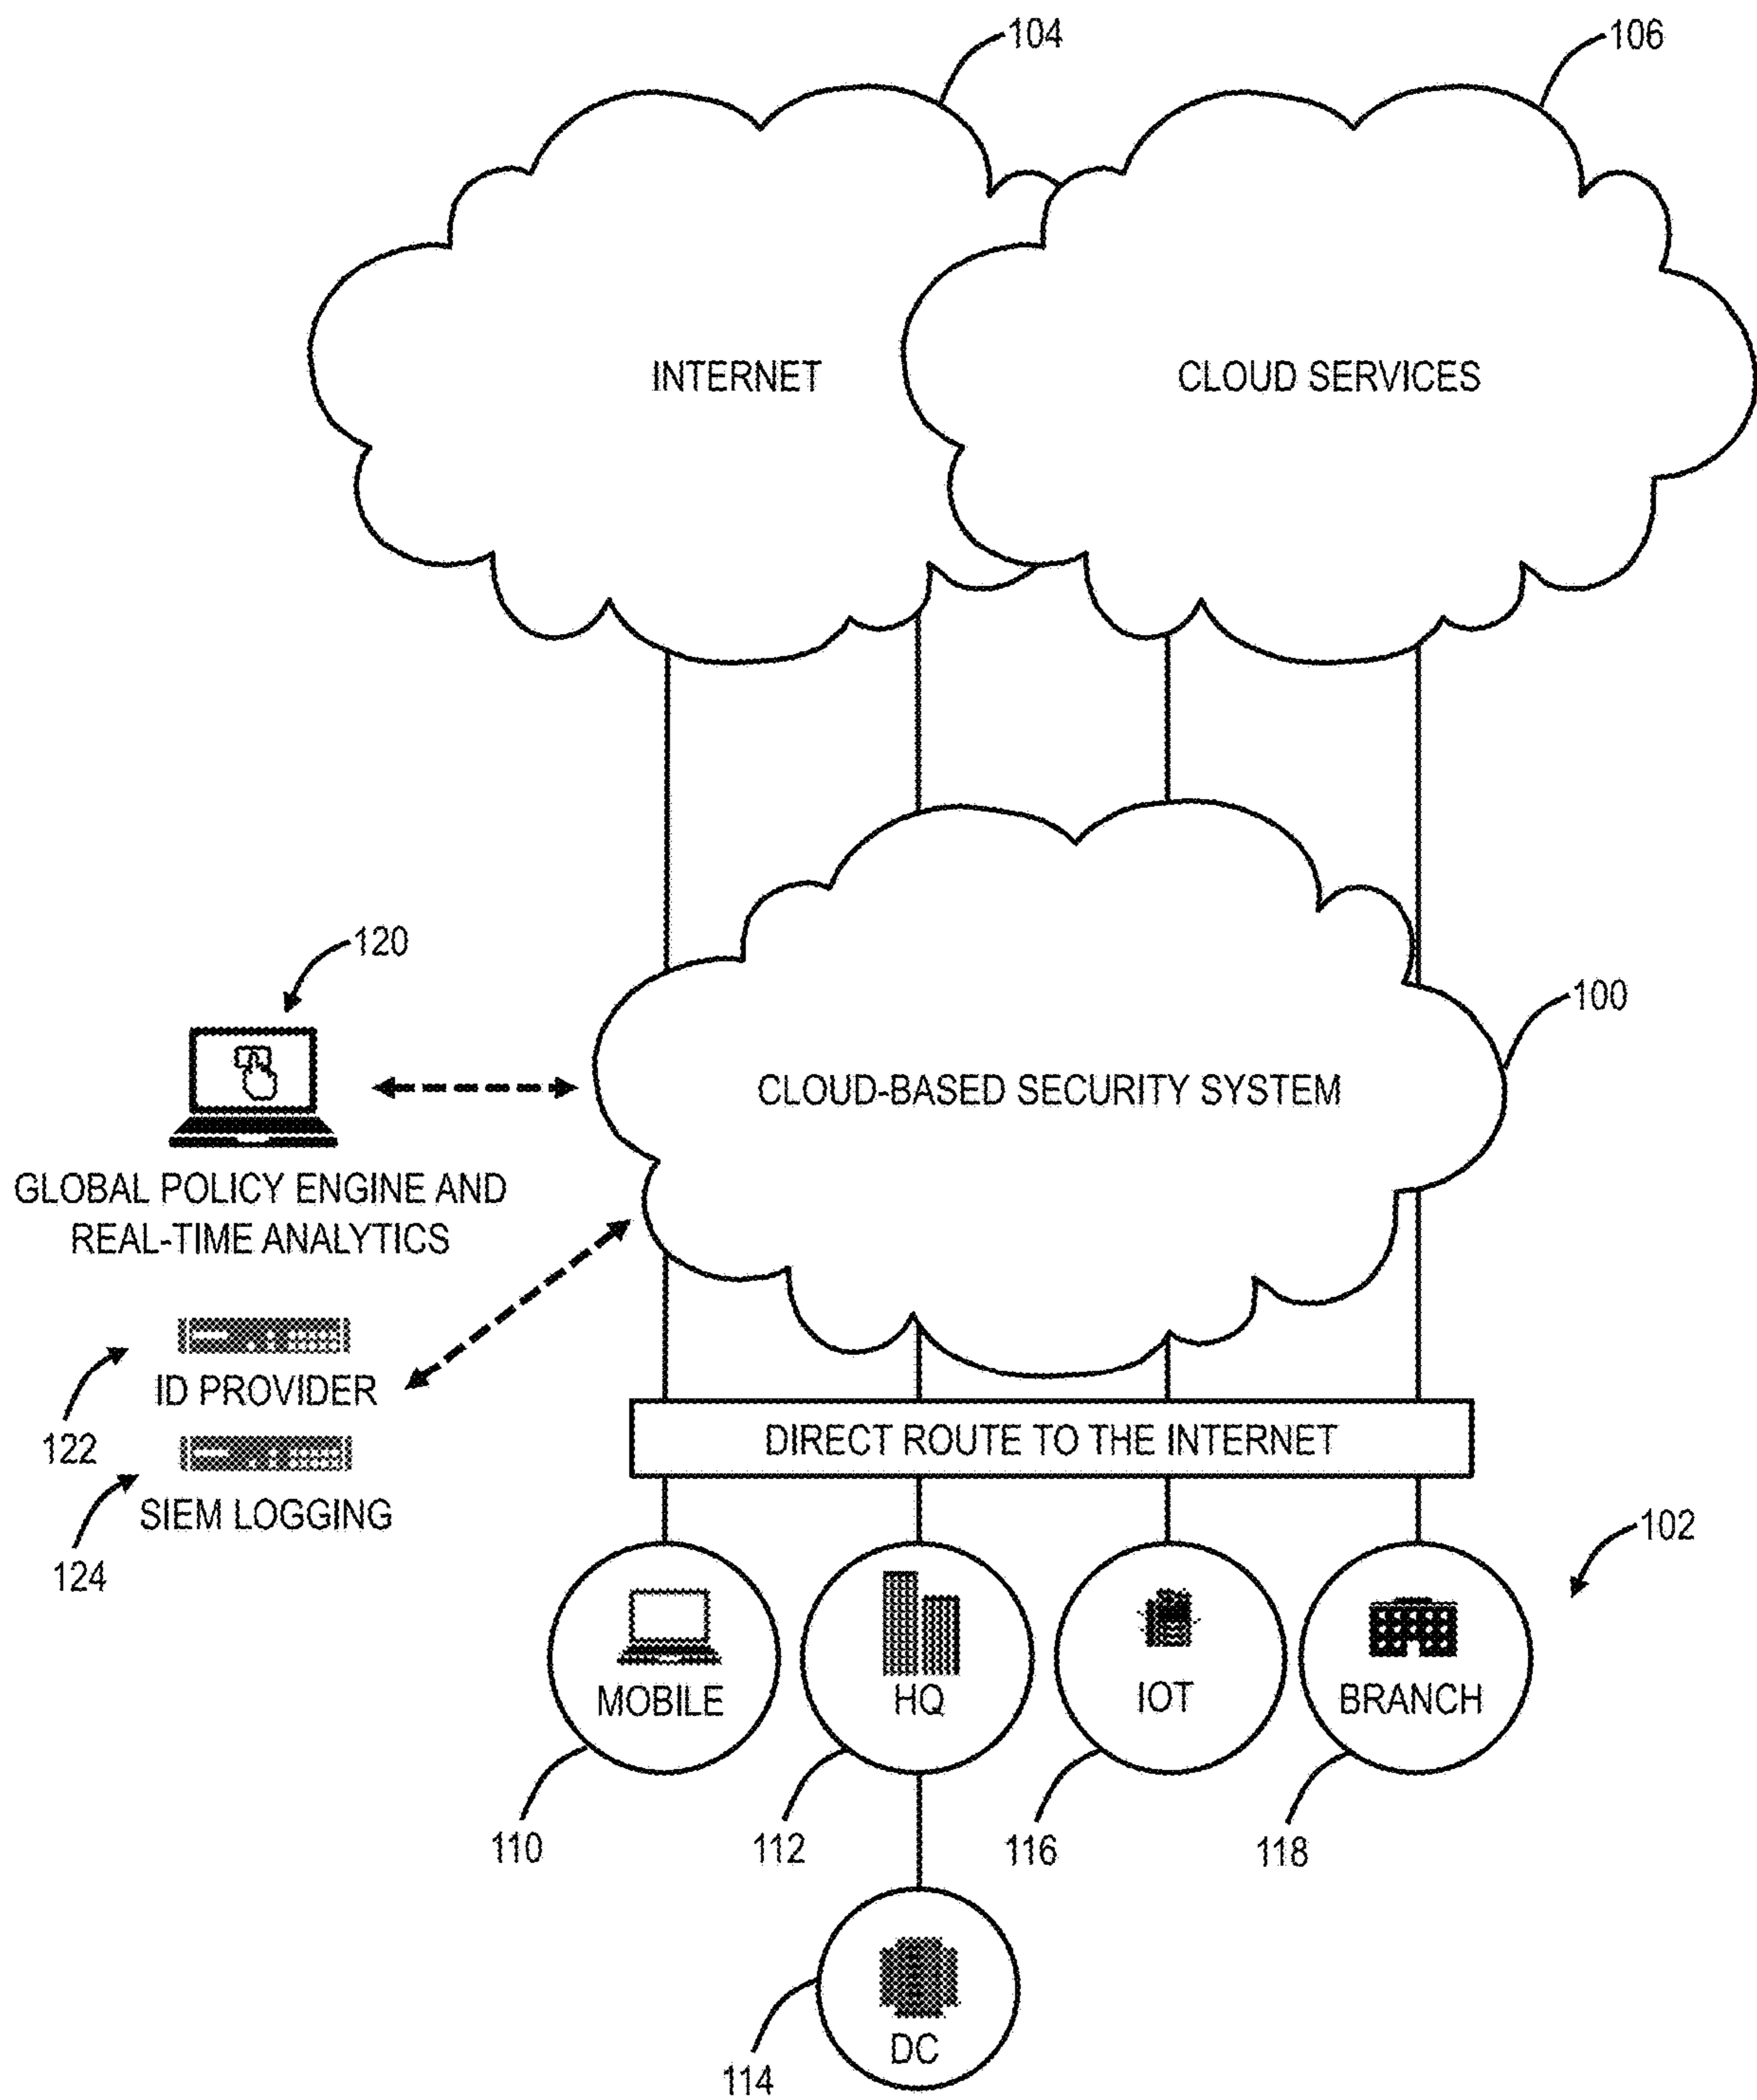 104
106
INTERNET
CLOUD SERVICES
120
100
CLOUD-BASED SECURITY SYSTEM
GLOBAL POLICY ENGINE AND
REAL-TIME ANALYTICS
ID PROVIDER
122
DIRECT ROUTE TO THE INTERNET
SIEM LOGGING
124
102
MOBILE
HQ
IOT
BRANCH
110
112
116
118
DC
114